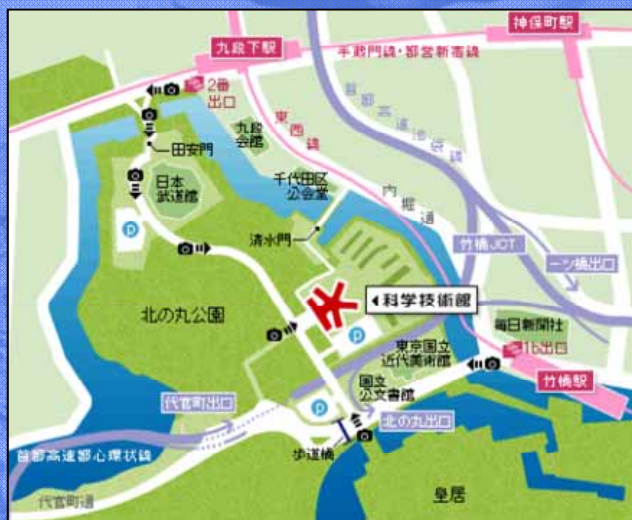 神保町駅
九段下駅
半蔵門線・都営新宿線
2番
出口
首都高速池袋線
東西線
九段
会館
田安門
日本
武道館
千代田区
公会堂
内堀通
P
清水門
竹橋JCT
一ツ橋出口
科学技術館
北の丸公園
毎日新聞社
P
東京国立
近代美術館
1b出口
竹橋駅
国立
公文書館
代官町出口
P
北の丸出口
首都高速都心環状線
歩道橋
代官町通
皇居